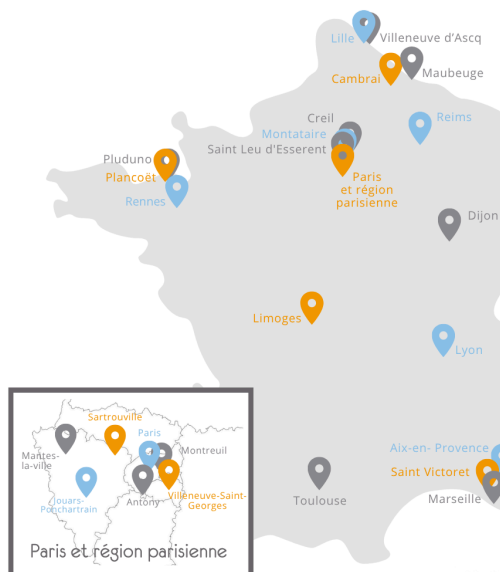 Lille
Villeneuve d’Ascq
Cambrai
Maubeuge
Creil
Reims
Montataire
Saint Leu d'Esserent
Pluduno
Plancoët
Paris
et région
parisienne
Rennes
Dijon
Limoges
Lyon
Sartrouville
Paris
Montreuil
Mantes-
la-ville
Jouars-
Ponchartrain
Antony
Villeneuve-Saint-
Georges
Paris et région parisienne
Aix-en- Provence
Saint Victoret
Marseille
Toulouse